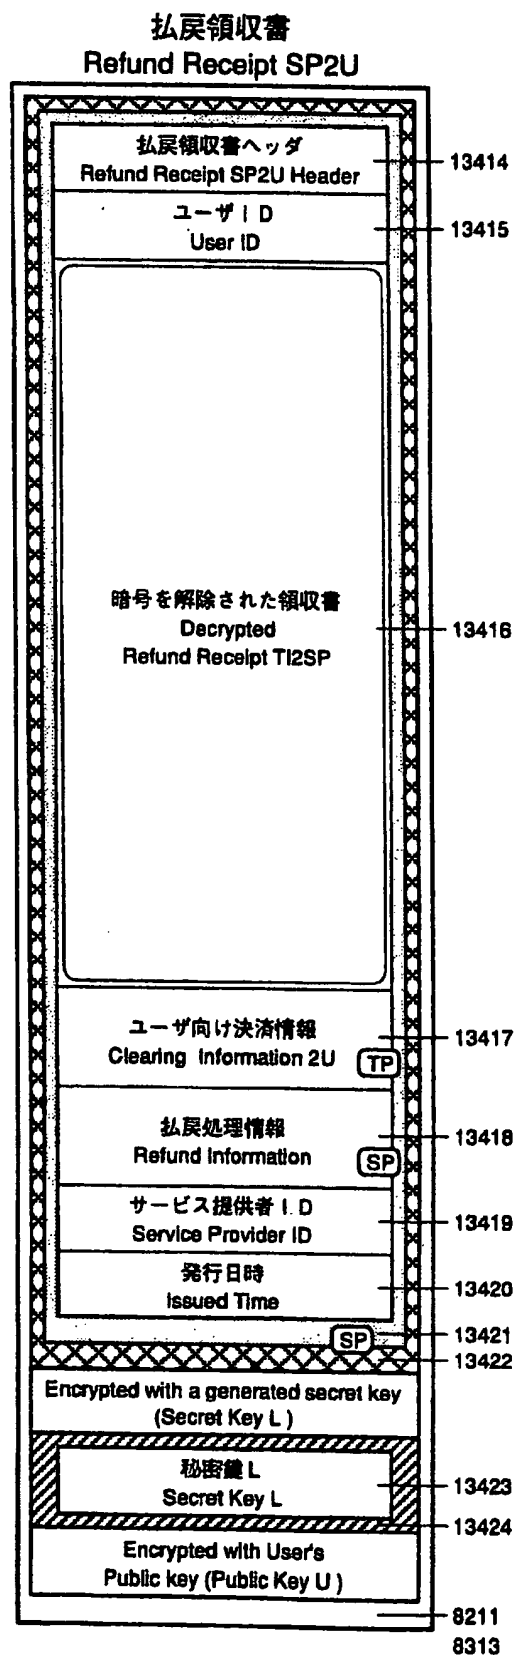 払戻領収書
Refund Receipt SP2U
払戻領収書ヘッダ
Refund Receipt SP2U Header
13414
ユーザID
User ID
13415
暗号を解除された領収書
Decrypted
Refund Receipt TI2SP
13416
ユーザ向け決済情報
Clearing Information 2U
TP
13417
払戻処理情報
Refund Information
SP
13418
サービス提供者I.D
Service Provider ID
13419
発行日時
Issued Time
13420
SP
13421
13422
Encrypted with a generated secret key
(Secret Key L )
秘密鍵L
Secret Key L
13423
13424
Encrypted with User's
Public key (Public Key U )
8211
8313